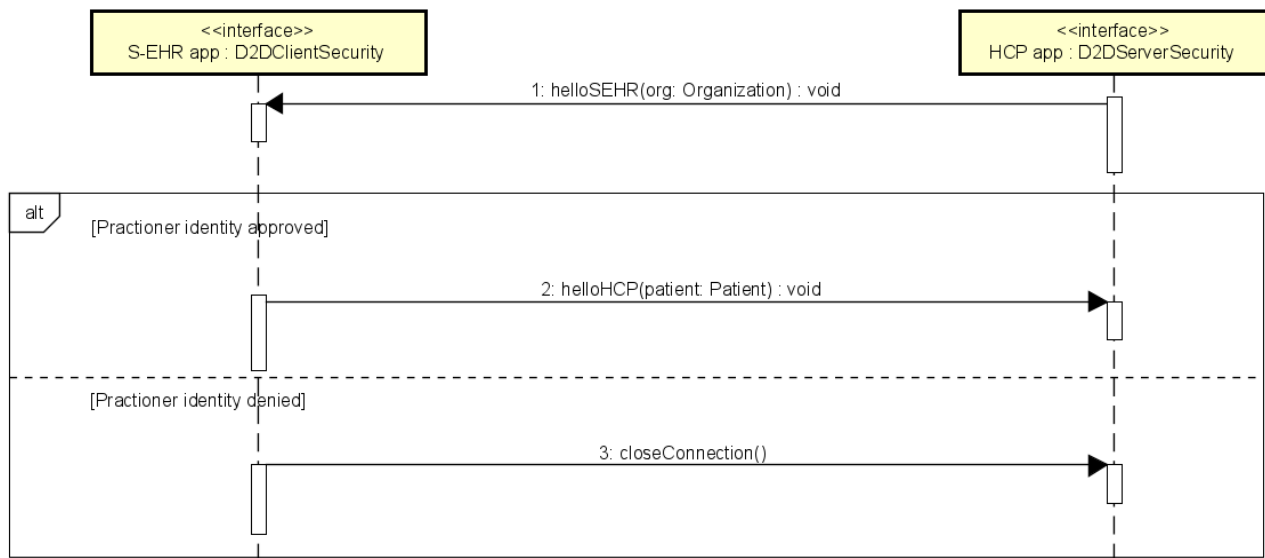 <<interface>>
S-EHR app : D2DClientSecurity
<<interface>>
HCP app : D2DServerSecurity
1: helloSEHR(org: Organization) : void
alt
[Practioner identity approved]
2: helloHCP(patient: Patient) : void
[Practioner identity denied]
3: closeConnection()